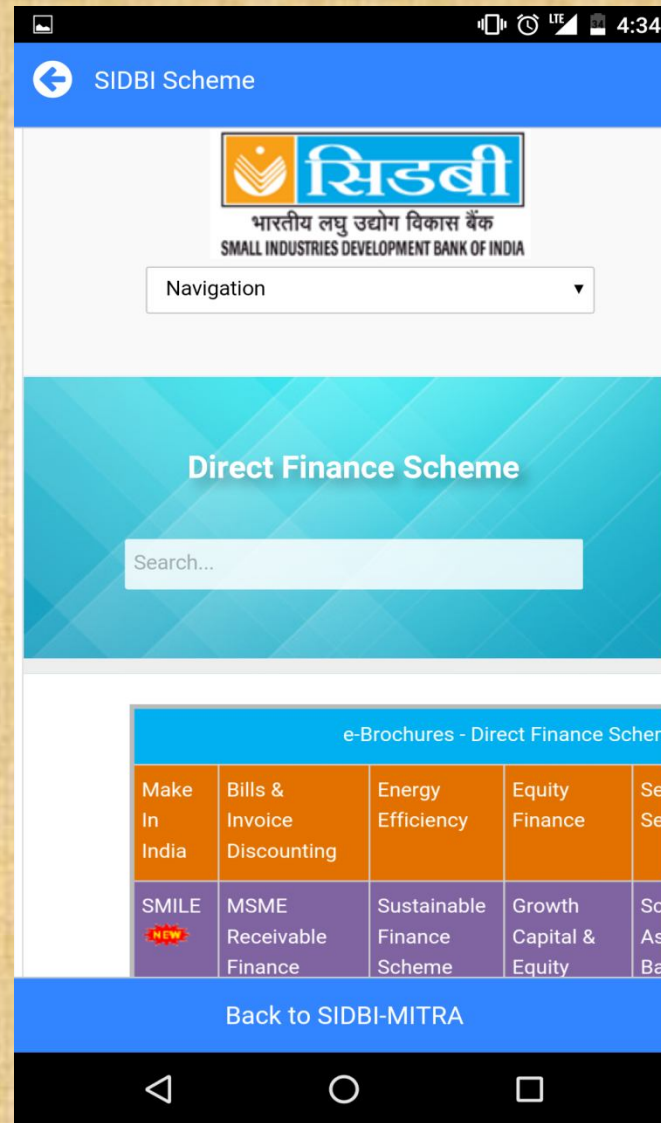 34 4:34
LTE
SIDBI Scheme
सिडबी
भारतीय लघु उद्योग विकास बैंक
SMALL INDUSTRIES DEVELOPMENT BANK OF INDIA
Navigation
Direct Finance Scheme
Search...
e-Brochures - Direct Finance
Make In India
Bills & Invoice Discounting
Energy Efficiency
Equity Finance
SMILE NEW
MSME Receivable Finance
Sustainable Finance Scheme
Growth Capital & Equity
Back to SIDBI-MITRA